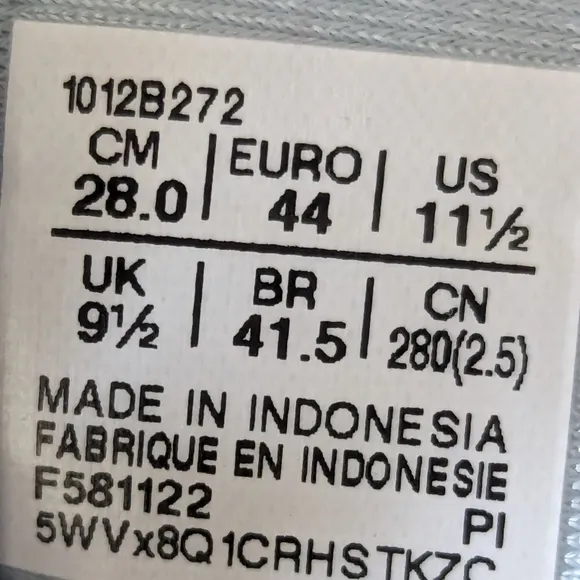 1012B272
CM | EURO | US
28.0 | 44 | 11½
UK | BR | CN
9½ | 41.5 | 280(2.5)
MADE IN INDONESIA
FABRIQUE EN INDONESIE
F581122 PI
5WVx8Q1CRHSTKZC